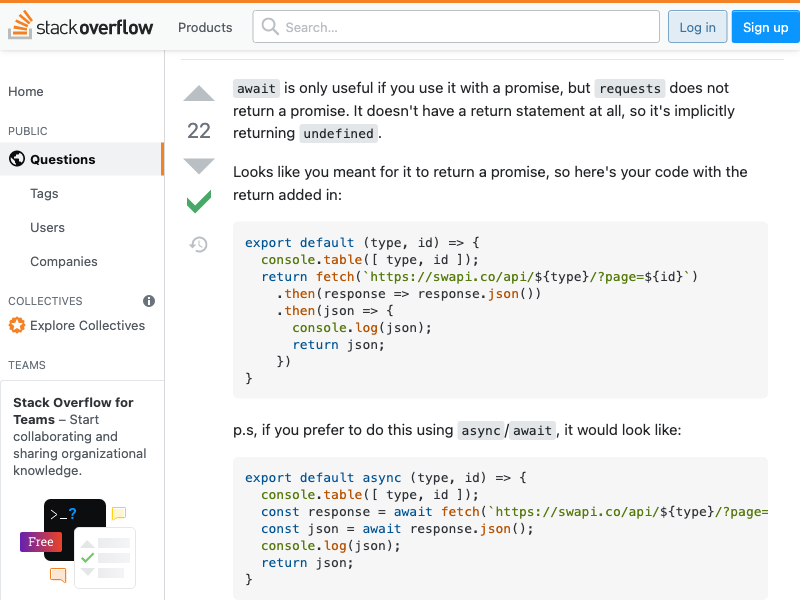 stack overflow Products Search... Log in Sign up
Home
PUBLIC
Questions
Tags
Users
Companies
COLLECTIVES
Explore Collectives
TEAMS
Stack Overflow for
Teams – Start
collaborating and
sharing organizational
knowledge.
>_?
Free
22
await is only useful if you use it with a promise, but requests does not
return a promise. It doesn't have a return statement at all, so it's implicitly
returning undefined.
Looks like you meant for it to return a promise, so here's your code with the
return added in:
export default (type, id) => {
  console.table([ type, id ]);
  return fetch(`https://swapi.co/api/${type}/?page=${id}`)
    .then(response => response.json())
    .then(json => {
      console.log(json);
      return json;
    })
}
p.s, if you prefer to do this using async/await, it would look like:
export default async (type, id) => {
  console.table([ type, id ]);
  const response = await fetch(`https://swapi.co/api/${type}/?page=
  const json = await response.json();
  console.log(json);
  return json;
}